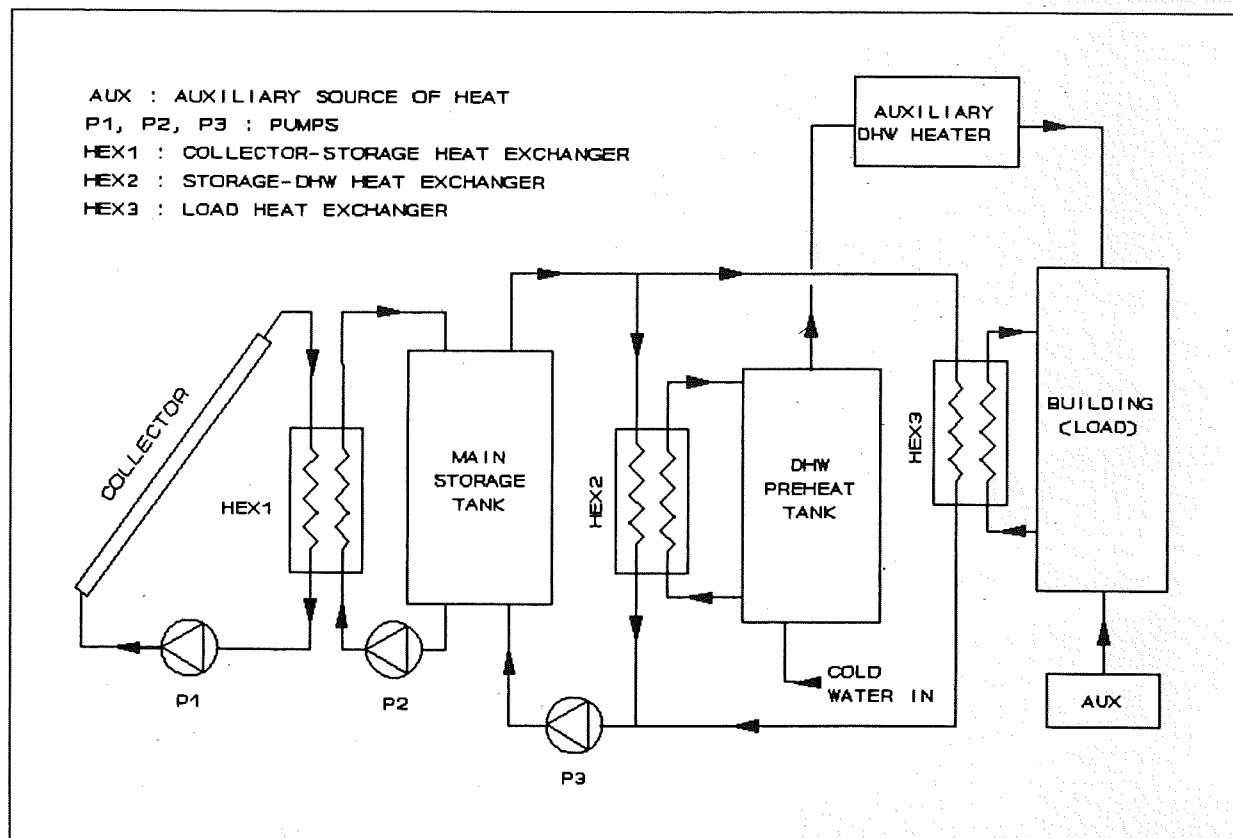 AUX : AUXILIARY SOURCE OF HEAT
P1, P2, P3 : PUMPS
HEX1 : COLLECTOR-STORAGE HEAT EXCHANGER
HEX2 : STORAGE-DHW HEAT EXCHANGER
HEX3 : LOAD HEAT EXCHANGER
AUXILIARY
DHW HEATER
COLLECTOR
HEX1
MAIN
STORAGE
TANK
HEX2
DHW
PREHEAT
TANK
HEX3
BUILDING
(LOAD)
P1
P2
P3
COLD
WATER IN
AUX